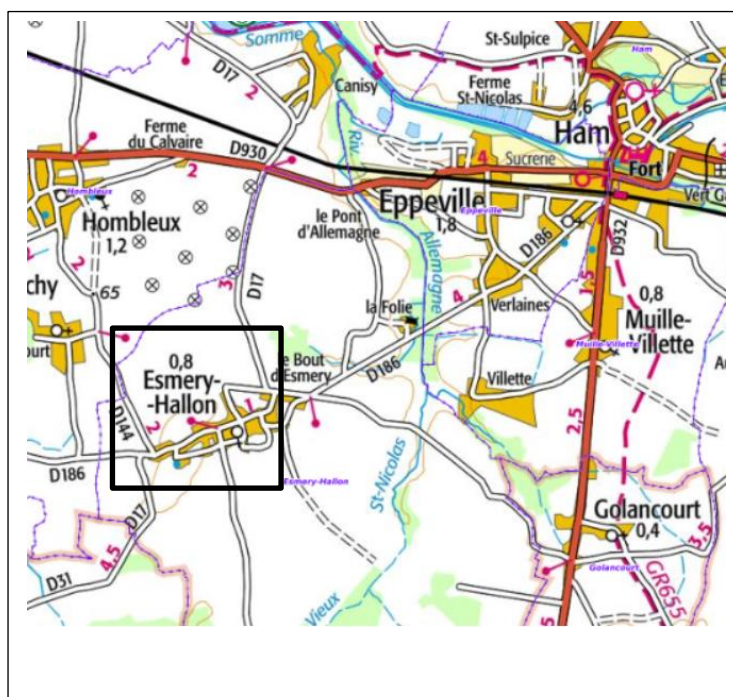 Somme
St-Sulpice
Ham
D17
2
Canisy
Ferme
St-Nicolas
4,6
Ham
Ferme
du Calvaire
D930
2
Riv
4
Sucrerie
Fort
Hombleux
Hombleux
1,2
le Pont
d'Allemagne
Eppeville
Eppeville
1,8
D186
D932
Vert Ga
2
65
chy
ourt
3
D17
Allemagne
la Folie
4
Verlaines
1,5
0,8
Muille-
Villette
Muille-Villette
0,8
Esmery-
-Hallon
1
le Bout
d'Esmery
D186
Villette
D144
2
D186
Esmery-Hallon
St-Nicolas
2,5
D17
4,5
D31
Golancourt
0,4
3,5
Golancourt
GR655
Vieux
5